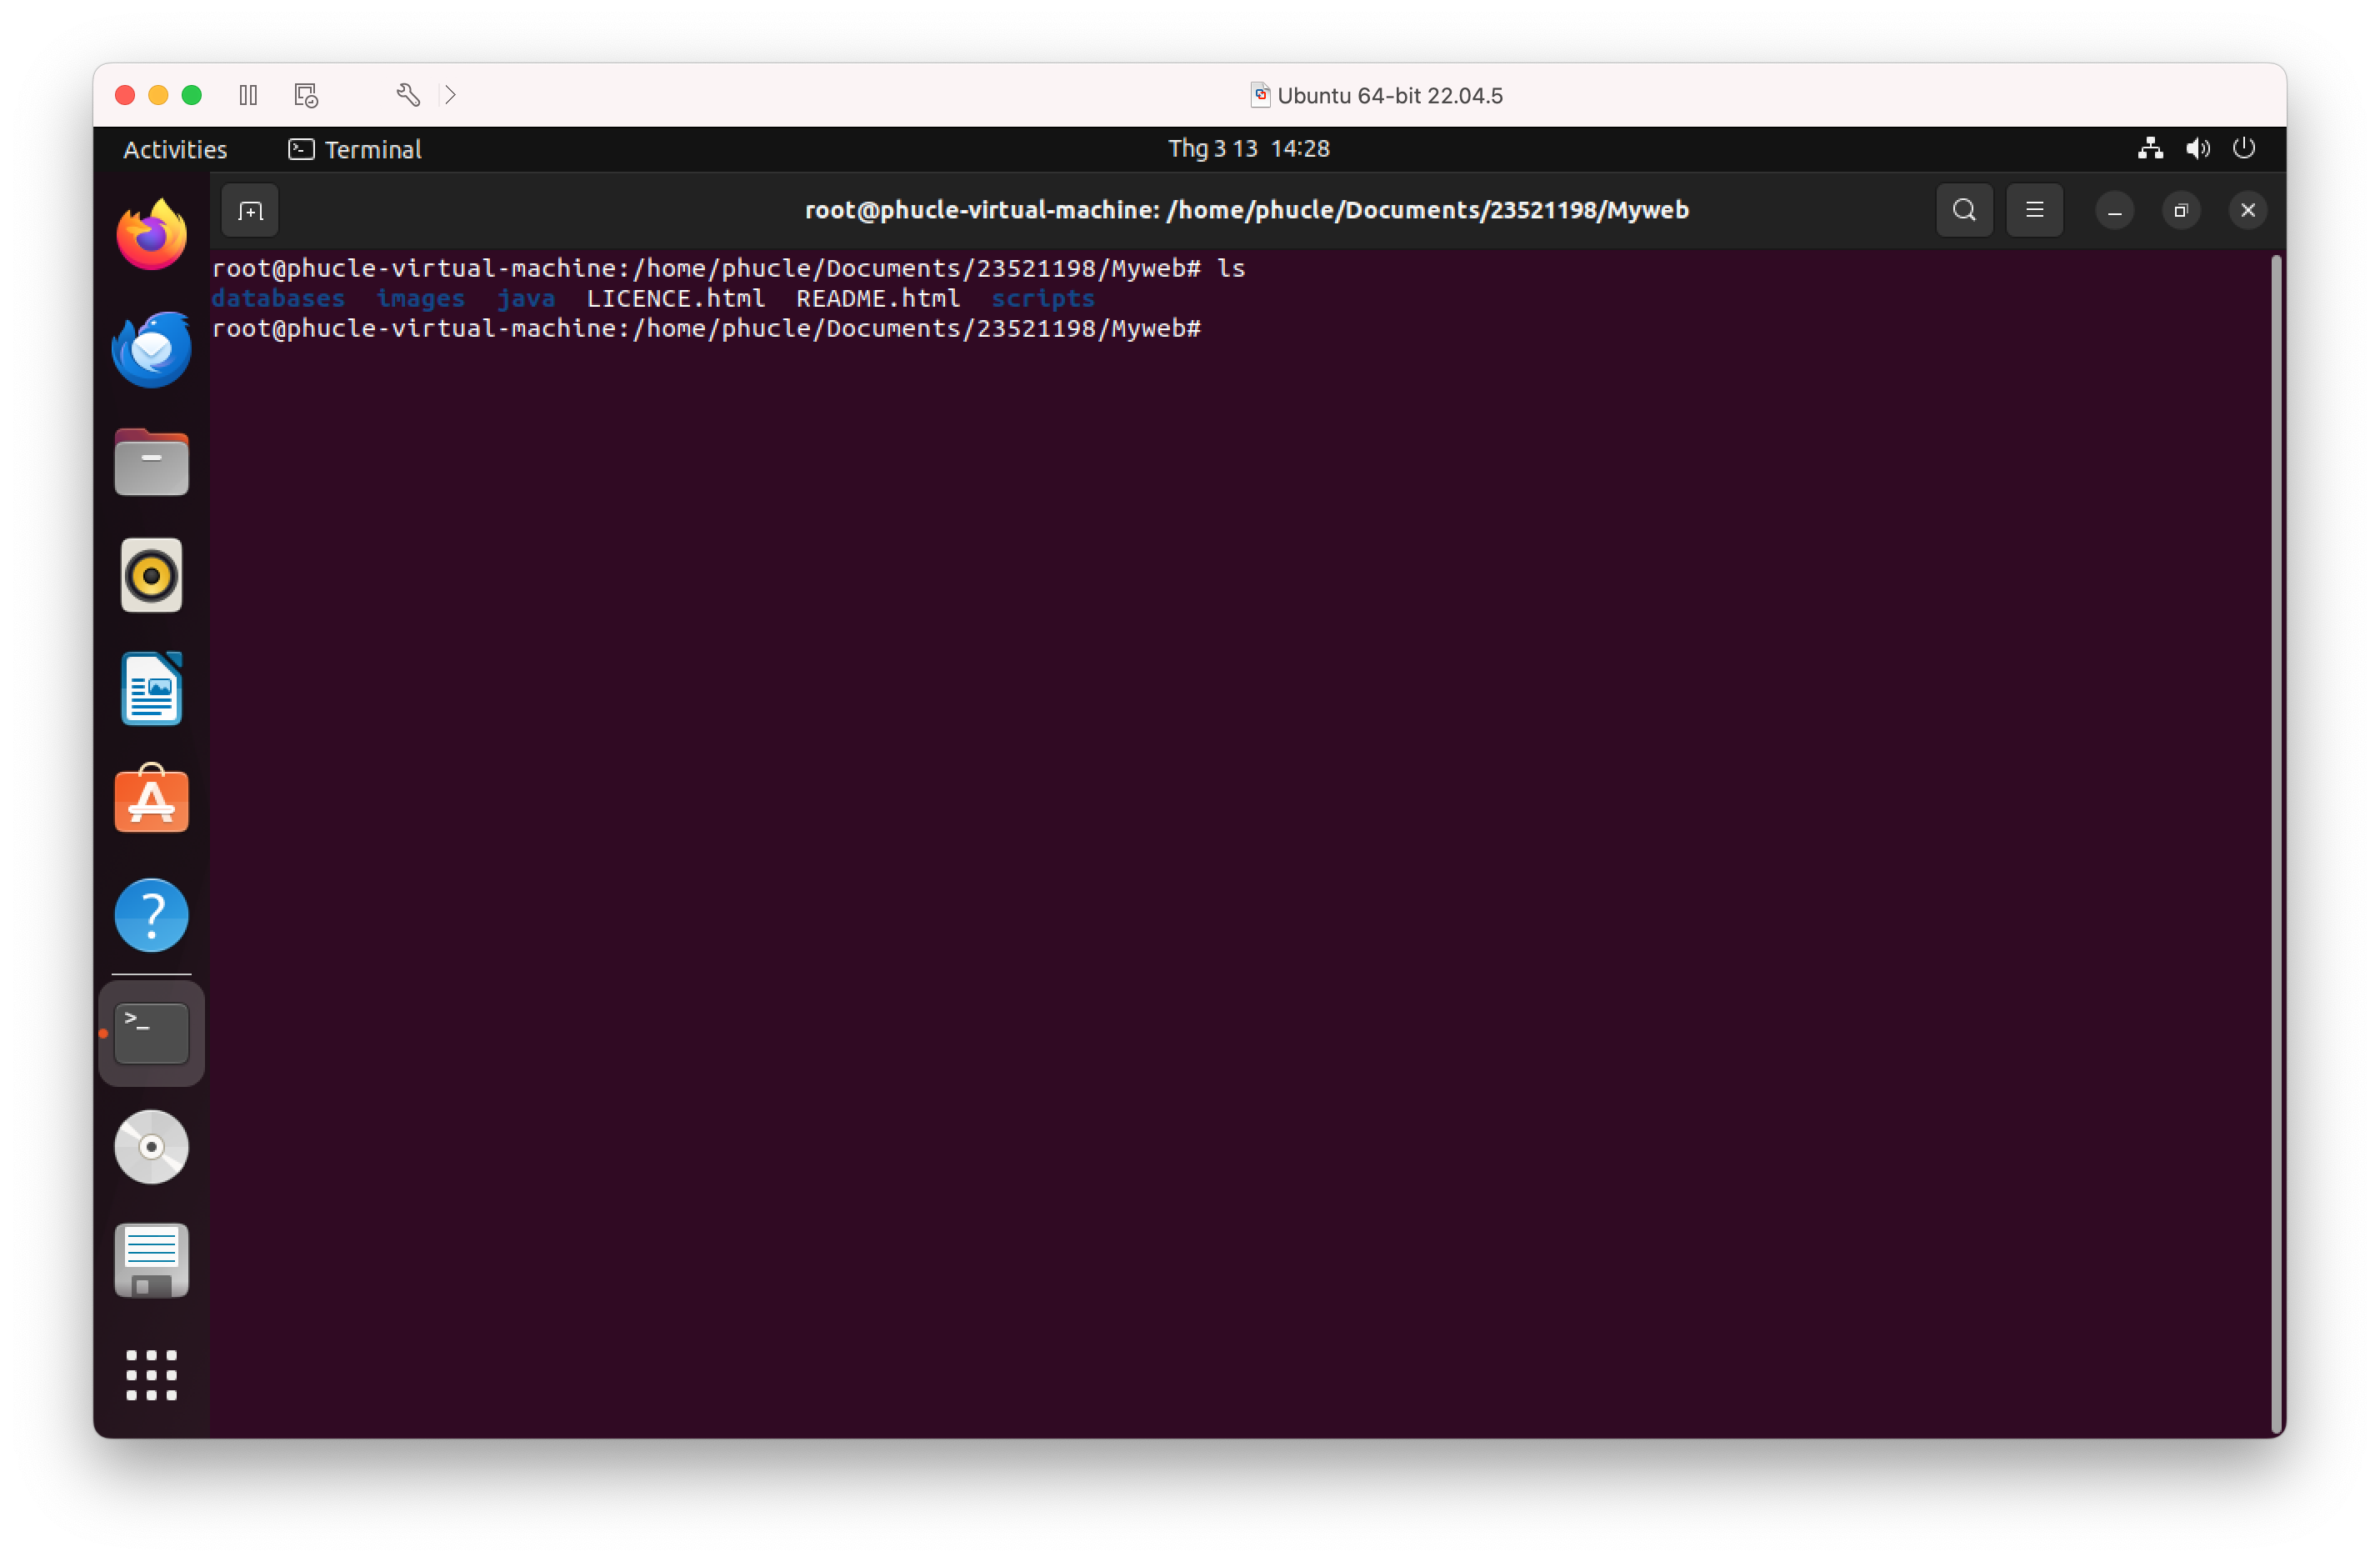 Ubuntu 64-bit 22.04.5
Activities Terminal Thg 3 13 14:28
root@phucle-virtual-machine: /home/phucle/Documents/23521198/Myweb
root@phucle-virtual-machine:/home/phucle/Documents/23521198/Myweb# ls
databases images java LICENCE.html README.html scripts
root@phucle-virtual-machine:/home/phucle/Documents/23521198/Myweb#